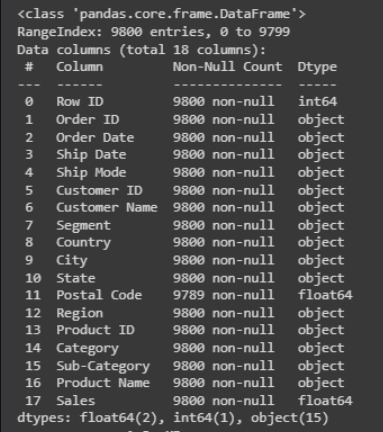 <class 'pandas.core.frame.DataFrame'>
RangeIndex: 9800 entries, 0 to 9799
Data columns (total 18 columns):
 #   Column         Non-Null Count  Dtype
---  ------         --------------  -----
 0   Row ID         9800 non-null   int64
 1   Order ID       9800 non-null   object
 2   Order Date     9800 non-null   object
 3   Ship Date      9800 non-null   object
 4   Ship Mode      9800 non-null   object
 5   Customer ID    9800 non-null   object
 6   Customer Name  9800 non-null   object
 7   Segment        9800 non-null   object
 8   Country        9800 non-null   object
 9   City           9800 non-null   object
 10  State          9800 non-null   object
 11  Postal Code    9789 non-null   float64
 12  Region         9800 non-null   object
 13  Product ID     9800 non-null   object
 14  Category       9800 non-null   object
 15  Sub-Category   9800 non-null   object
 16  Product Name   9800 non-null   object
 17  Sales          9800 non-null   float64
dtypes: float64(2), int64(1), object(15)